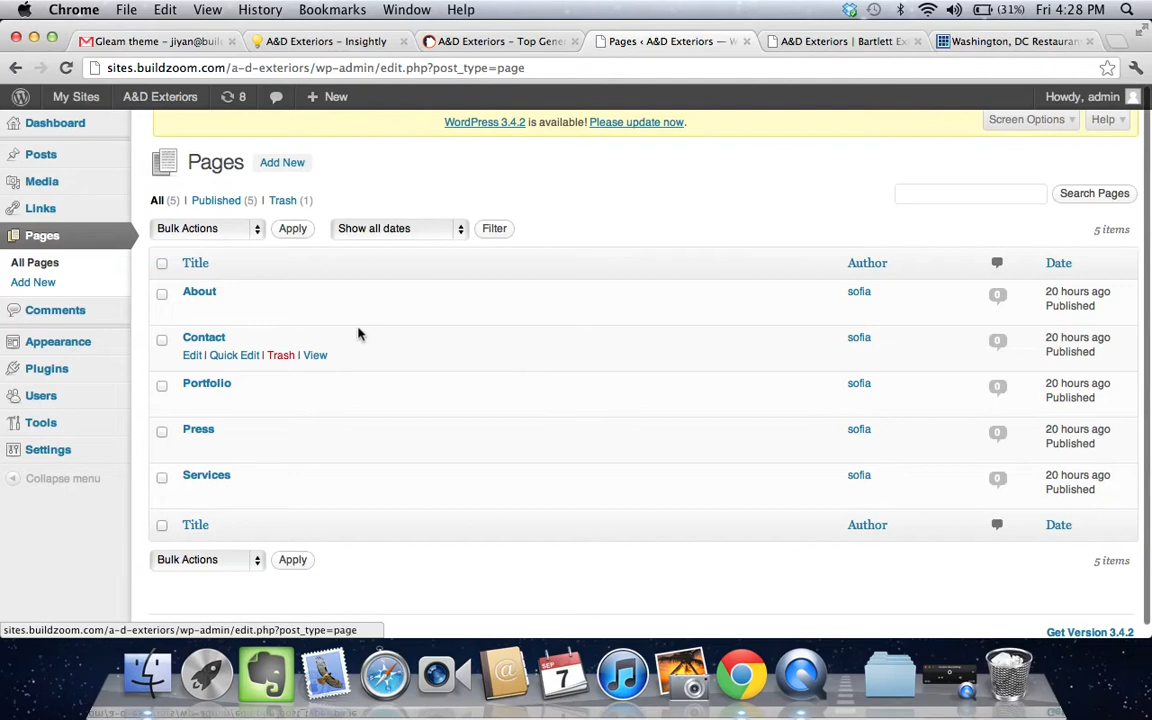 Chrome File Edit View History Bookmarks Window Help (31%) Fri 4:28 PM
Gleam theme – jiyan@buil
A&D Exteriors – Insightly
A&D Exteriors – Top Gene
Pages ‹ A&D Exteriors — W
A&D Exteriors | Bartlett Ex
Washington, DC Restauran
sites.buildzoom.com/a-d-exteriors/wp-admin/edit.php?post_type=page
My Sites A&D Exteriors 8 + New Howdy, admin
WordPress 3.4.2 is available! Please update now.
Screen Options Help
Dashboard
Posts
Media
Links
Pages
All Pages
Add New
Comments
Appearance
Plugins
Users
Tools
Settings
Collapse menu
Pages Add New
All (5) | Published (5) | Trash (1)
Search Pages
Bulk Actions Apply Show all dates Filter 5 items
Title Author Date
About sofia 0 20 hours ago
Published
Contact sofia 0 20 hours ago
Edit | Quick Edit | Trash | View Published
Portfolio sofia 0 20 hours ago
Published
Press sofia 0 20 hours ago
Published
Services sofia 0 20 hours ago
Published
Title Author Date
Bulk Actions Apply 5 items
sites.buildzoom.com/a-d-exteriors/wp-admin/edit.php?post_type=page
Get Version 3.4.2
SEP
7